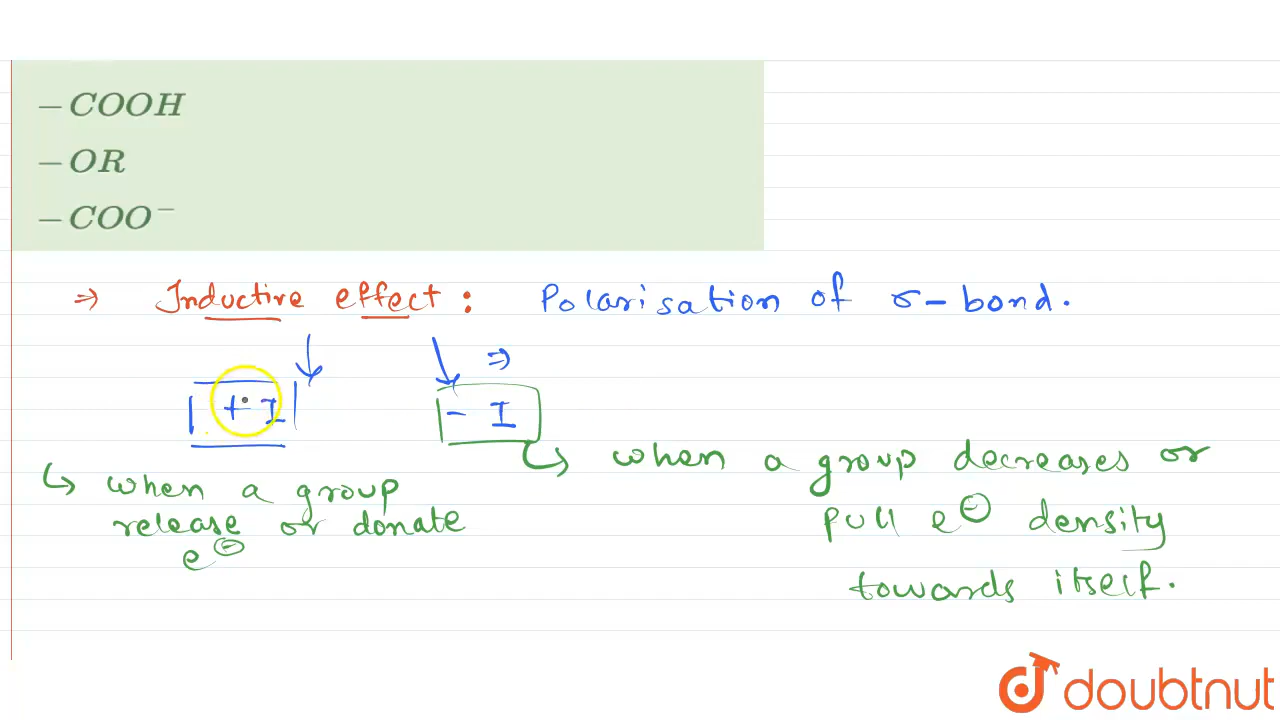 -COOH
-OR
-COO⁻
⇒ Inductive effect : Polarisation of σ-bond.
⇒
+I
-I
↳ when a group decreases or
pull e⊖ density
towards itself.
↳ when a group
release or donate
e⊖
doubtnut